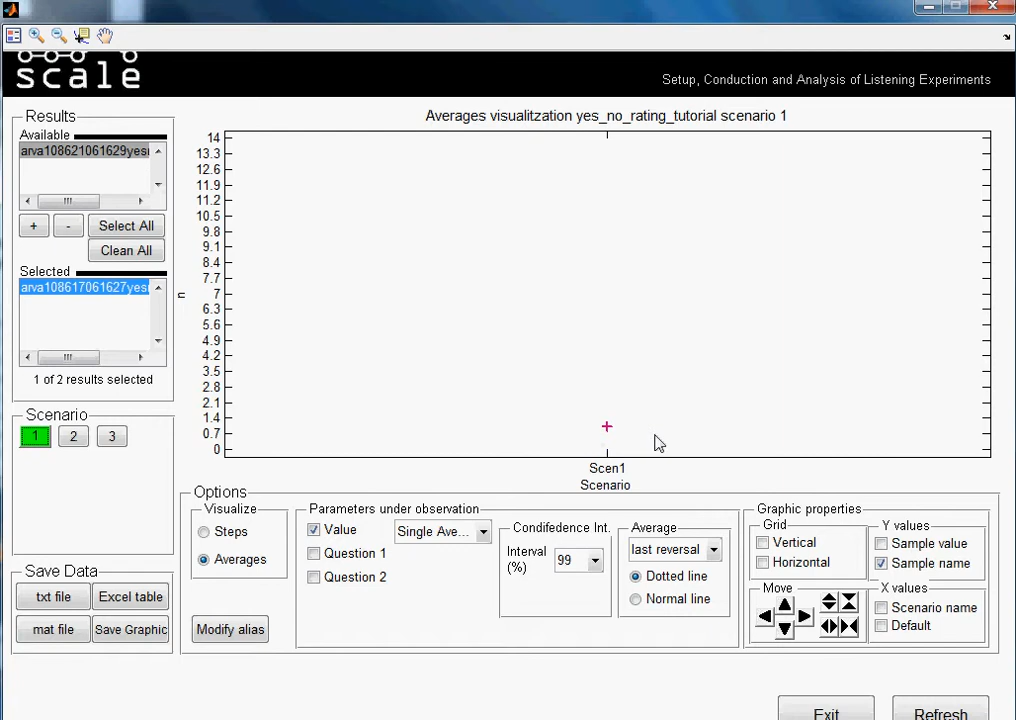 scale
Setup, Conduction and Analysis of Listening Experiments
Results
Available
arva108621061629yes
+ - Select All
Clean All
Selected
arva108617061627yes
1 of 2 results selected
Scenario
1 2 3
Save Data
txt file Excel table
mat file Save Graphic
Averages visualitzation yes_no_rating_tutorial scenario 1
14
13.3
12.6
11.9
11.2
10.5
9.8
9.1
8.4
7.7
7
6.3
5.6
4.9
4.2
3.5
2.8
2.1
1.4
0.7
0
n
Scen1
Scenario
Options
Visualize
Steps
Averages
Modify alias
Parameters under observation
Value Single Ave...
Question 1
Question 2
Condifedence Int.
Interval (%) 99
Average
last reversal
Dotted line
Normal line
Graphic properties
Grid
Vertical
Horizontal
Y values
Sample value
Sample name
Move
X values
Scenario name
Default
Exit Refresh